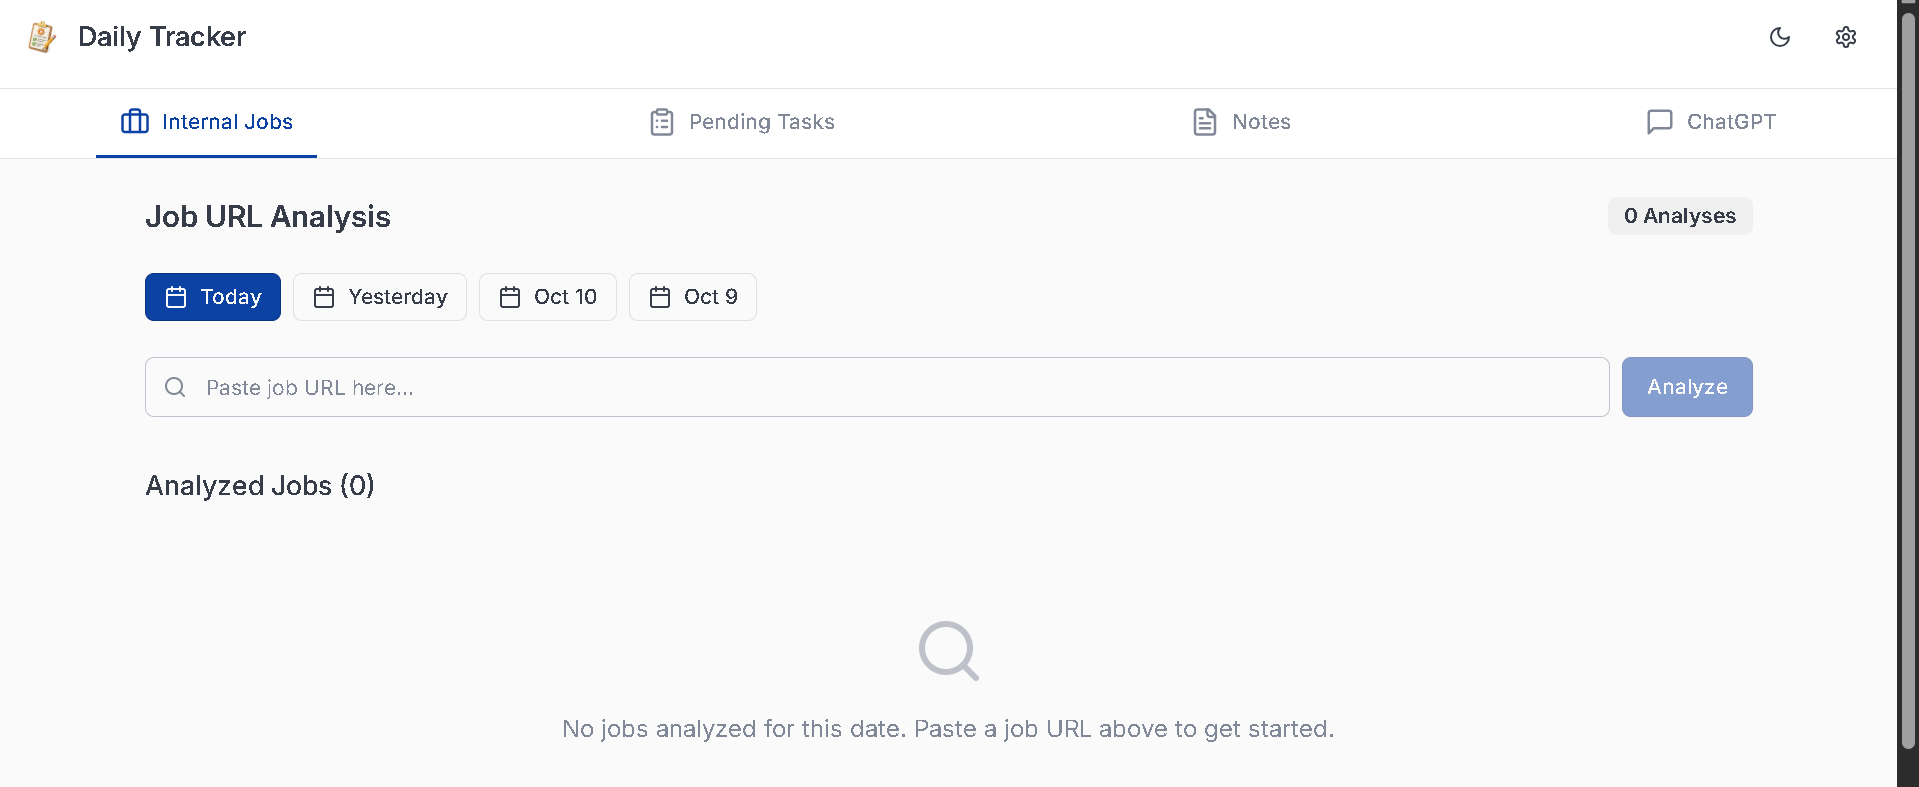 Daily Tracker
Internal Jobs
Pending Tasks
Notes
ChatGPT
Job URL Analysis
0 Analyses
Today
Yesterday
Oct 10
Oct 9
Paste job URL here...
Analyze
Analyzed Jobs (0)
No jobs analyzed for this date. Paste a job URL above to get started.